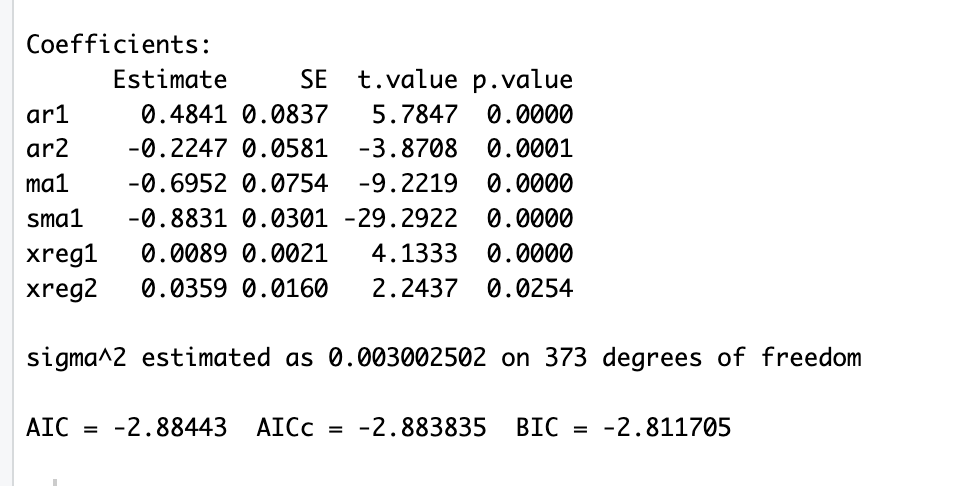 Coefficients:
Estimate SE t.value p.value
ar1 0.4841 0.0837 5.7847 0.0000
ar2 -0.2247 0.0581 -3.8708 0.0001
ma1 -0.6952 0.0754 -9.2219 0.0000
sma1 -0.8831 0.0301 -29.2922 0.0000
xreg1 0.0089 0.0021 4.1333 0.0000
xreg2 0.0359 0.0160 2.2437 0.0254
sigma^2 estimated as 0.003002502 on 373 degrees of freedom
AIC = -2.88443 AICc = -2.883835 BIC = -2.811705